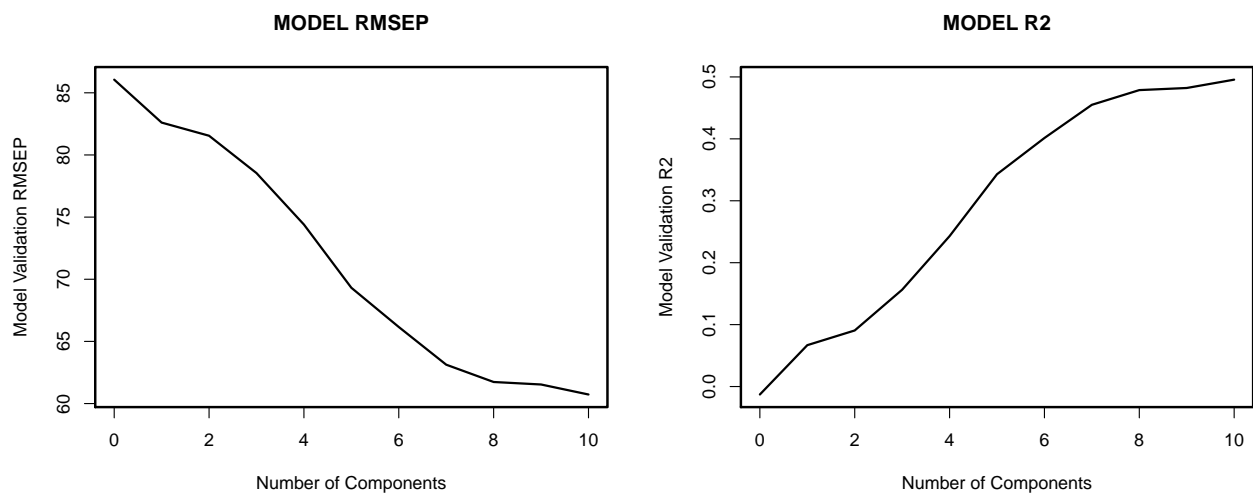 MODEL RMSEP
Model Validation RMSEP
85
80
75
70
65
60
0 2 4 6 8 10
Number of Components
MODEL R2
Model Validation R2
0.5
0.4
0.3
0.2
0.1
0.0
0 2 4 6 8 10
Number of Components